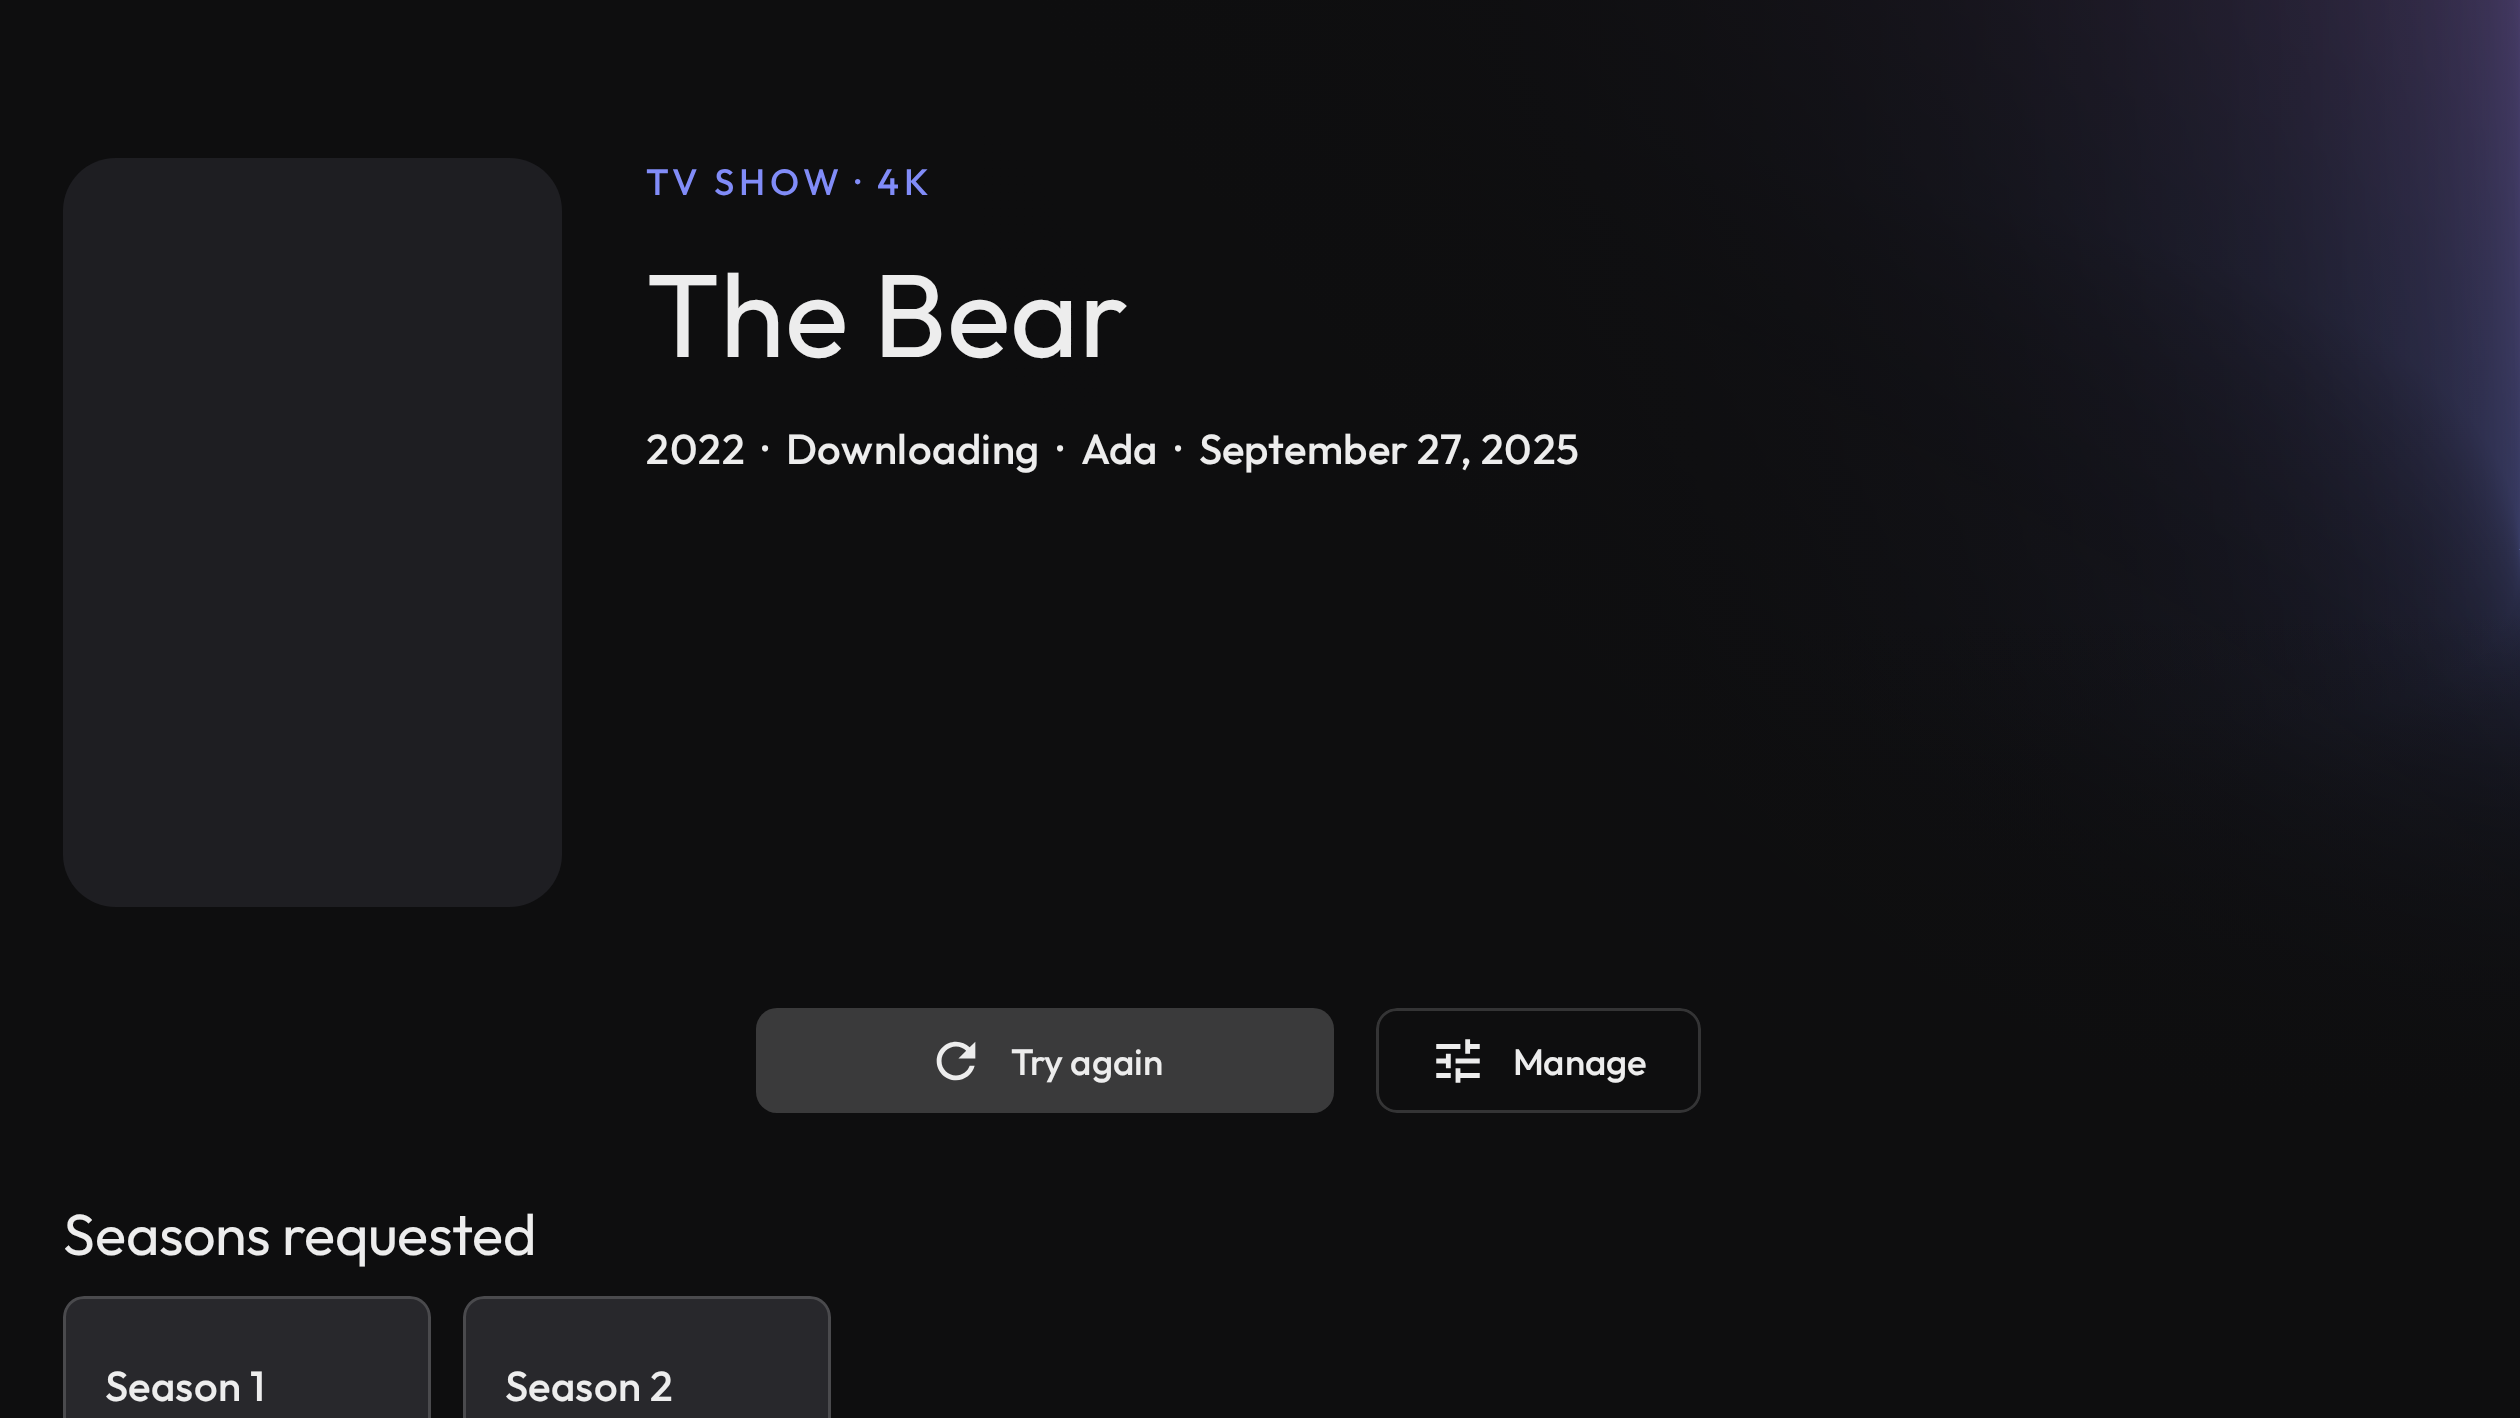 TV SHOW · 4K
The Bear
2022 · Downloading · Ada · September 27, 2025
Try again
Manage
Seasons requested
Season 1
Season 2